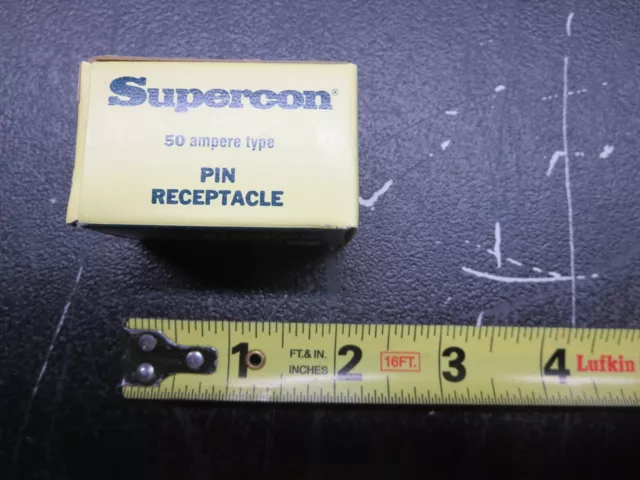 Supercon®
50 ampere type
PIN
RECEPTACLE
1 FT.& IN. INCHES 2 16FT. 3 4 Lufkin